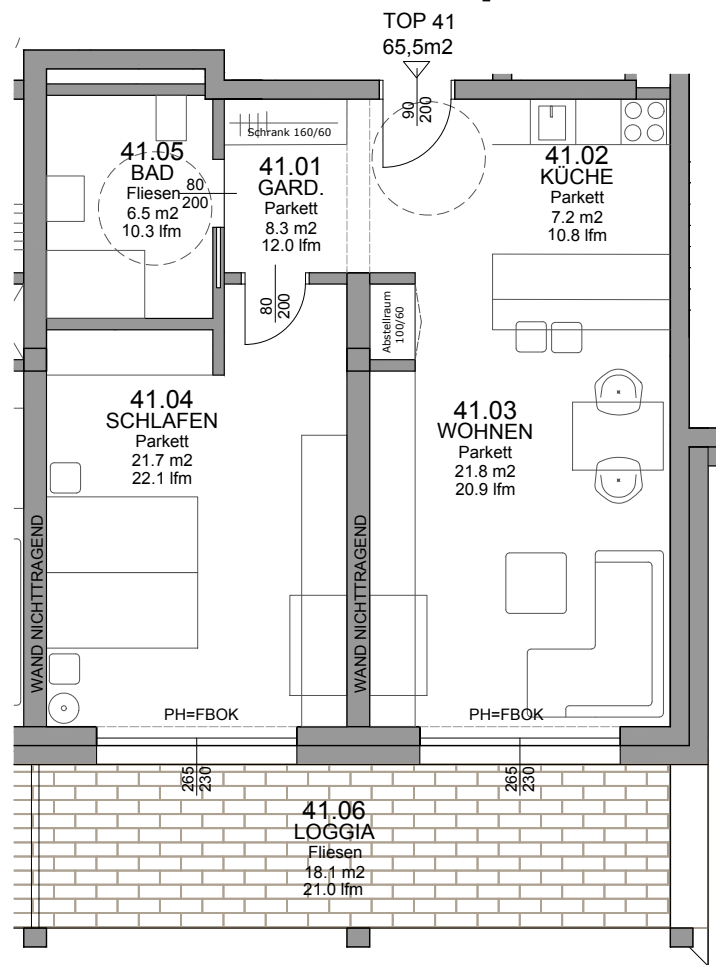 TOP 41
65,5m2
90
200
Schrank 160/60
41.05
BAD
Fliesen
6.5 m2
10.3 lfm
80
200
41.01
GARD.
Parkett
8.3 m2
12.0 lfm
41.02
KÜCHE
Parkett
7.2 m2
10.8 lfm
80
200
Abstellraum
100/60
41.04
SCHLAFEN
Parkett
21.7 m2
22.1 lfm
41.03
WOHNEN
Parkett
21.8 m2
20.9 lfm
WAND NICHTTRAGEND
WAND NICHTTRAGEND
PH=FBOK
PH=FBOK
265
230
265
230
41.06
LOGGIA
Fliesen
18.1 m2
21.0 lfm